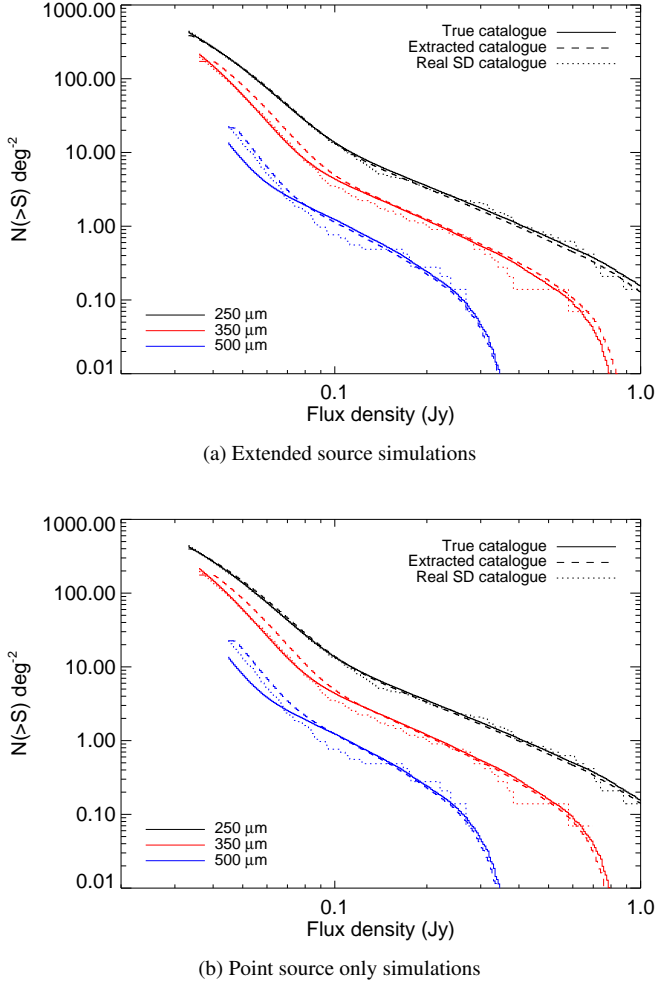 1000.00
100.00
10.00
1.00
0.10
0.01
N(>S) deg-2
True catalogue
Extracted catalogue
Real SD catalogue
250 μm
350 μm
500 μm
0.1
1.0
Flux density (Jy)
(a) Extended source simulations
1000.00
100.00
10.00
1.00
0.10
0.01
N(>S) deg-2
True catalogue
Extracted catalogue
Real SD catalogue
250 μm
350 μm
500 μm
0.1
1.0
Flux density (Jy)
(b) Point source only simulations